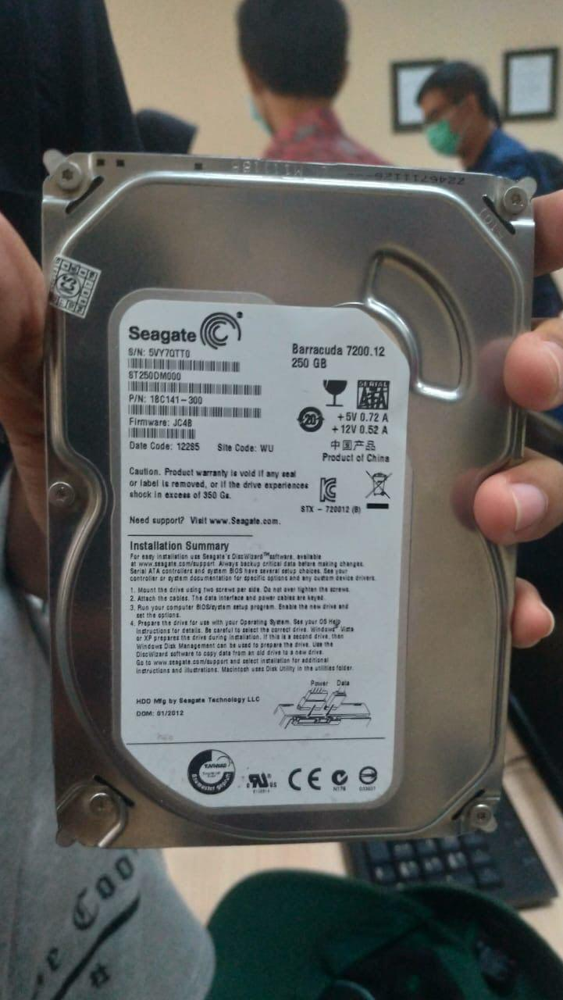 Seagate
S/N: 5VY7QTT0
ST250DM000
P/N: 18C141-300
Firmware: JC4B
Date Code: 12285 Site Code: WU
Barracuda 7200.12
250 GB
SERIAL
ATA
20
+5V 0.72 A
+12V 0.52 A
中国产品
Product of China
Caution. Product warranty is void if any seal
or label is removed, or if the drive experiences
shock in excess of 350 Gs.
STX - 720012 (B)
Need support? Visit www.Seagate.com.
Installation Summary
For easy installation use Seagate's DiscWizard™ software, available
at www.seagate.com/support. Always backup critical data before making changes.
Serial ATA controllers and system BIOS have several setup choices. See your
controller or system documentation for specific options and any custom device drivers.
1. Mount the drive using two screws per side. Do not over tighten the screws.
2. Attach the cables. The data interface and power cables are keyed.
3. Run your computer BIOS/system setup program. Enable the new drive and
set the options.
4. Prepare the drive for use with your Operating System. See your OS Help
instructions for details. Be careful to select the correct drive. Windows® Vista
or XP prepares the drive during installation. If this is a second drive, then
Windows Disk Management can be used to prepare the drive. Use the
DiscWizard software to copy data from an old drive to a new drive.
Go to www.seagate.com/support and select installation for additional
instructions and illustrations. Macintosh uses Disk Utility in the utilities folder.
Power Data
HDD Mfg by Seagate Technology LLC
DOM: 01/2012
US
CE
N176